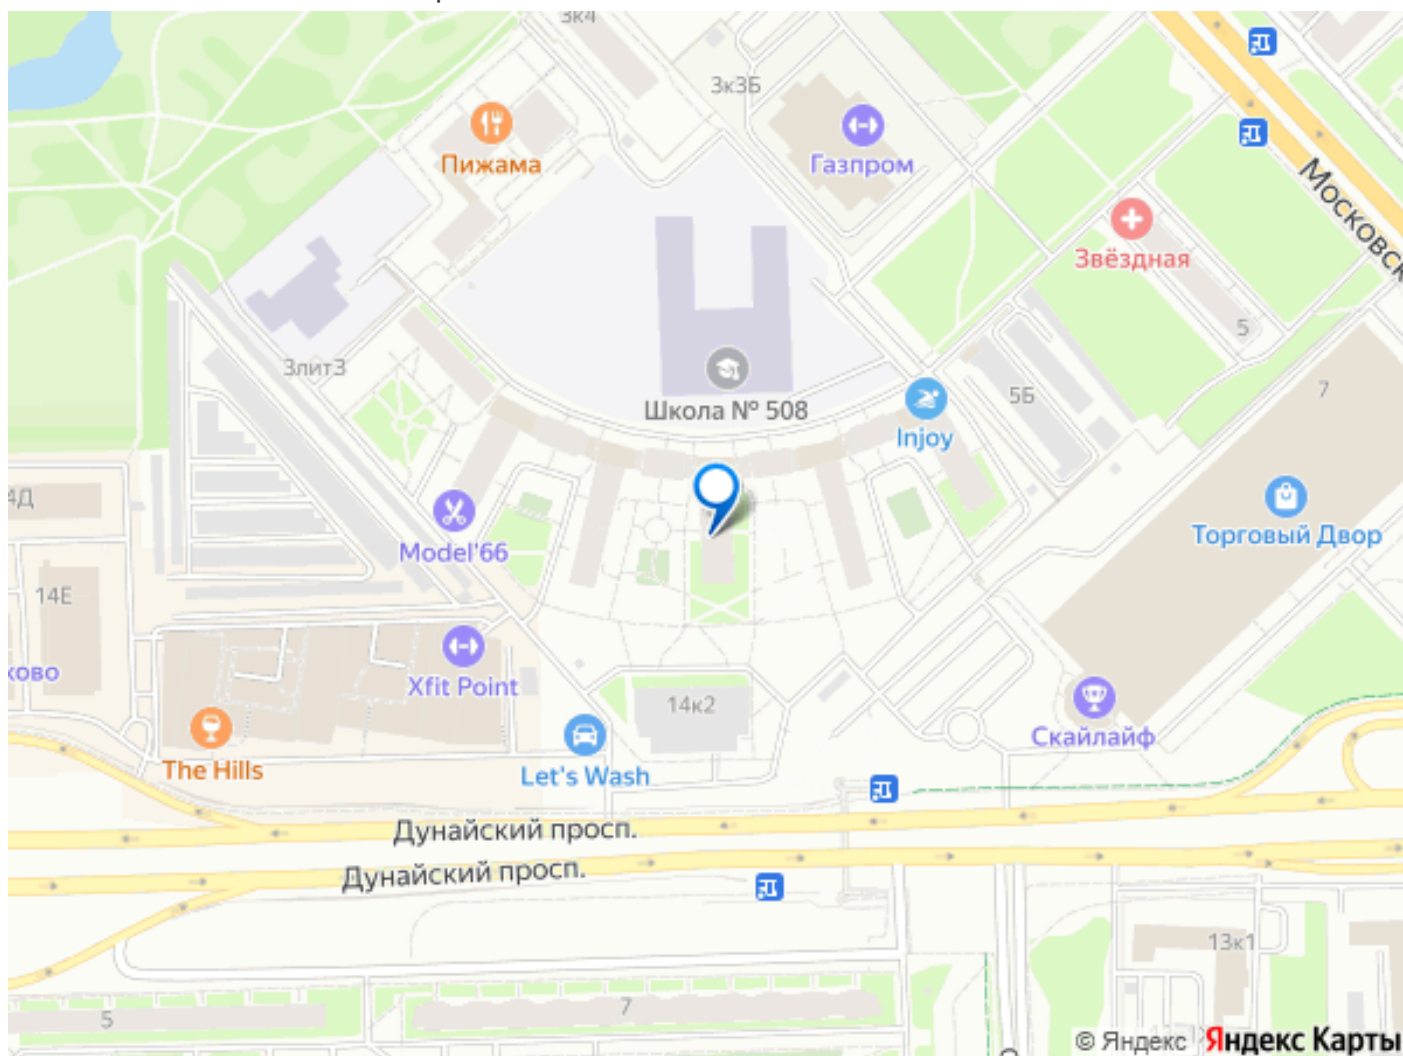 3к4
3к3Б
Пижама
Газпром
Московск
Звёздная
5
3лит3
7
5Б
Школа № 508
Injoy
4Д
Торговый Двор
Model'66
14Е
ково
Xfit Point
14к2
Скайлайф
The Hills
Let's Wash
Дунайский просп.
Дунайский просп.
13к1
7
5
© Яндекс Яндекс Карты